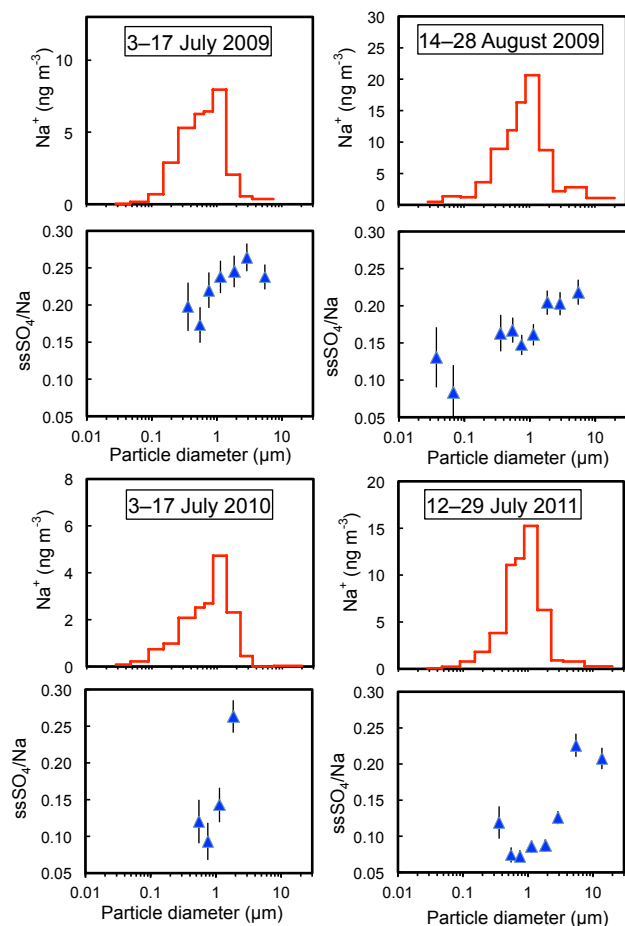 3–17 July 2009
Na⁺ (ng m⁻³)
10
5
0
ssSO₄/Na
0.30
0.25
0.20
0.15
0.10
0.05
0.01 0.1 1 10
Particle diameter (µm)
14–28 August 2009
Na⁺ (ng m⁻³)
30
25
20
15
10
5
0
ssSO₄/Na
0.30
0.25
0.20
0.15
0.10
0.05
0.01 0.1 1 10
Particle diameter (µm)
3–17 July 2010
Na⁺ (ng m⁻³)
8
6
4
2
0
ssSO₄/Na
0.30
0.25
0.20
0.15
0.10
0.05
0.01 0.1 1 10
Particle diameter (µm)
12–29 July 2011
Na⁺ (ng m⁻³)
20
15
10
5
0
ssSO₄/Na
0.30
0.25
0.20
0.15
0.10
0.05
0.01 0.1 1 10
Particle diameter (µm)